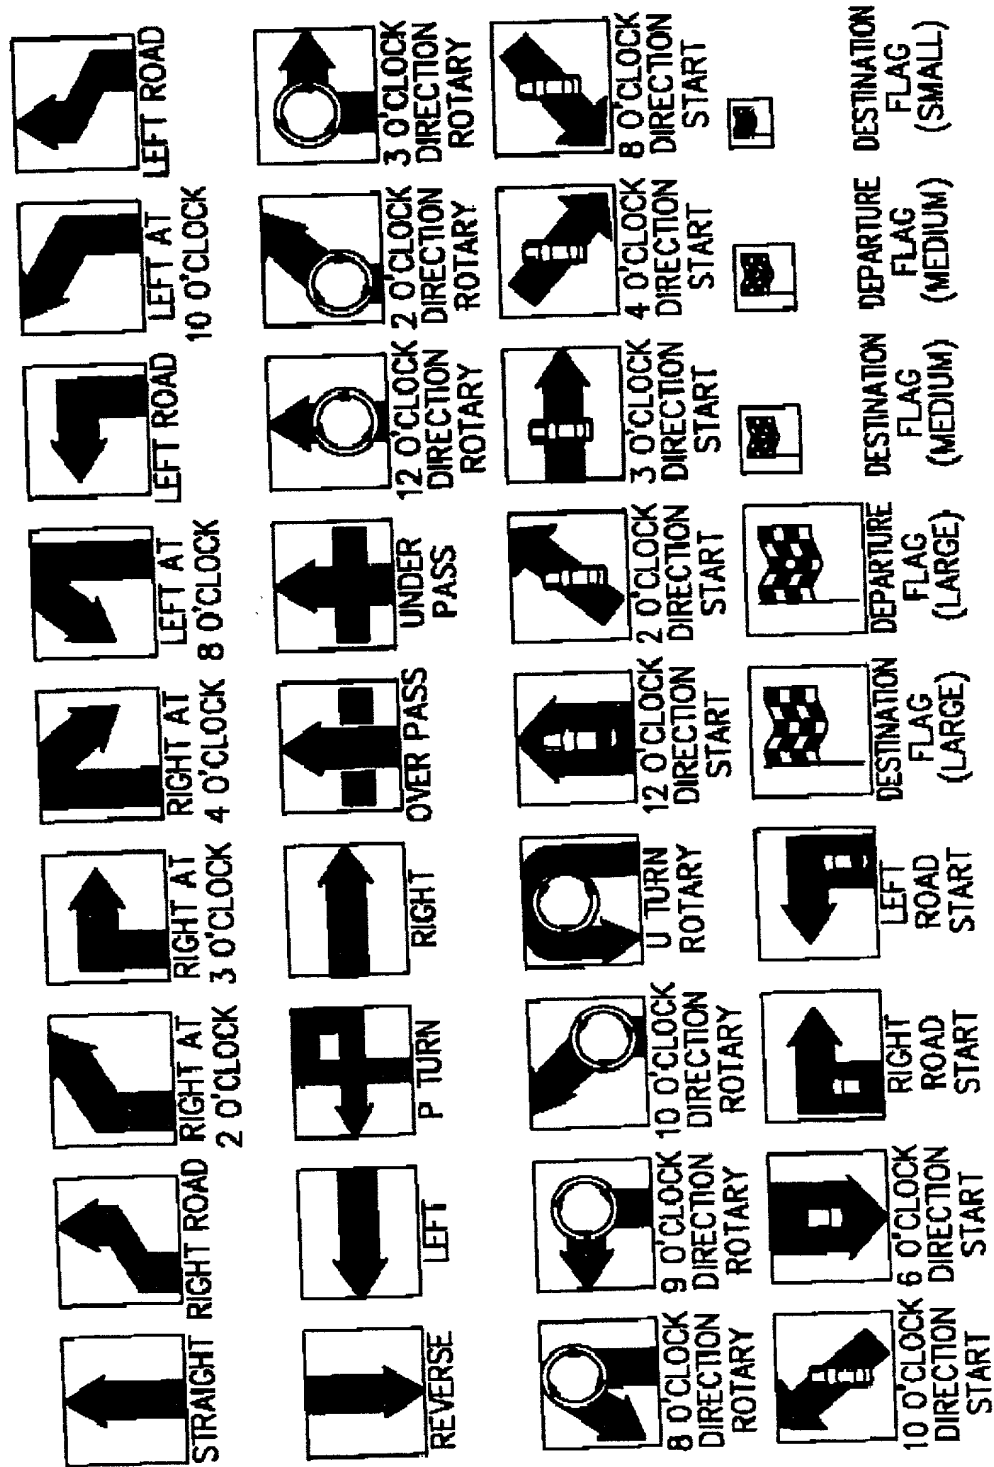 STRAIGHT
RIGHT ROAD
RIGHT AT
2 O'CLOCK
RIGHT AT
3 O'CLOCK
RIGHT AT
4 O'CLOCK
LEFT AT
8 O'CLOCK
LEFT ROAD
LEFT AT
10 O'CLOCK
LEFT ROAD
REVERSE
LEFT
P TURN
RIGHT
OVER PASS
UNDER
PASS
12 O'CLOCK
DIRECTION
ROTARY
2 O'CLOCK
DIRECTION
ROTARY
3 O'CLOCK
DIRECTION
ROTARY
8 O'CLOCK
DIRECTION
ROTARY
9 O'CLOCK
DIRECTION
ROTARY
10 O'CLOCK
DIRECTION
ROTARY
U TURN
ROTARY
12 O'CLOCK
DIRECTION
START
2 O'CLOCK
DIRECTION
START
3 O'CLOCK
DIRECTION
START
4 O'CLOCK
DIRECTION
START
8 O'CLOCK
DIRECTION
START
10 O'CLOCK
DIRECTION
START
6 O'CLOCK
DIRECTION
START
RIGHT
ROAD
START
LEFT
ROAD
START
DESTINATION
FLAG
(LARGE)
DEPARTURE
FLAG
(LARGE)
DESTINATION
FLAG
(MEDIUM)
DEPARTURE
FLAG
(MEDIUM)
DESTINATION
FLAG
(SMALL)